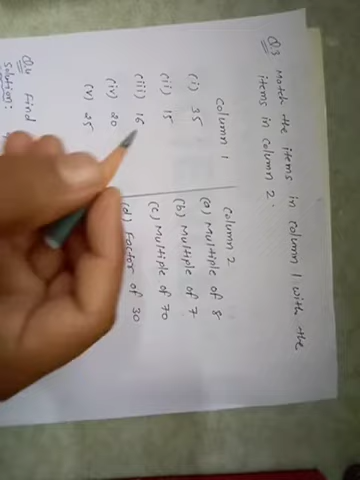 Q.3 Match the items in column 1 with the
items in column 2.
Column 1 Column 2
(i) 35 (a) Multiple of 8
(ii) 15 (b) Multiple of 7
(iii) 16 (c) Multiple of 70
(iv) 20 (d) Factor of 30
(v) 25
Q.4 Find
Solution: